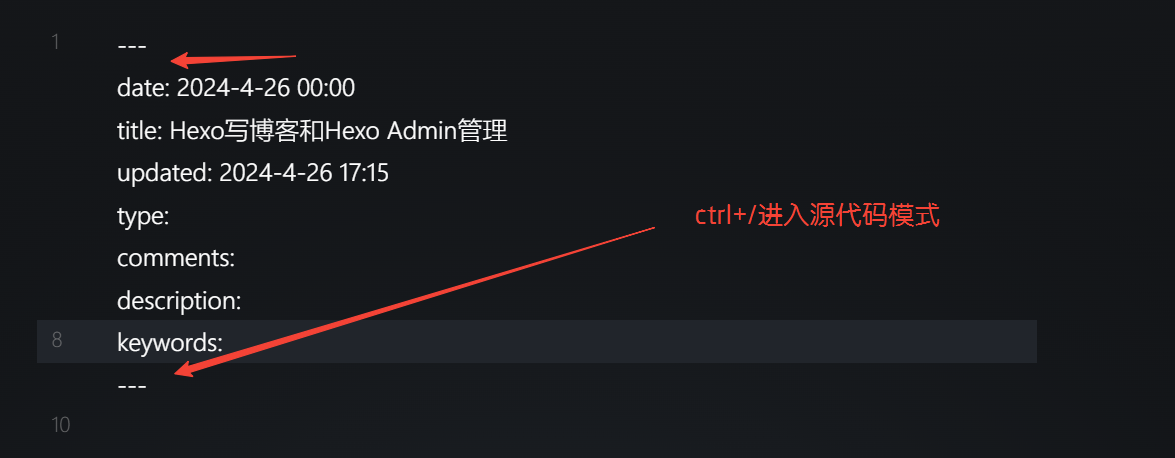 1
---
date: 2024-4-26 00:00
title: Hexo写博客和Hexo Admin管理
updated: 2024-4-26 17:15
type:
ctrl+/进入源代码模式
comments:
description:
8
keywords:
---
10